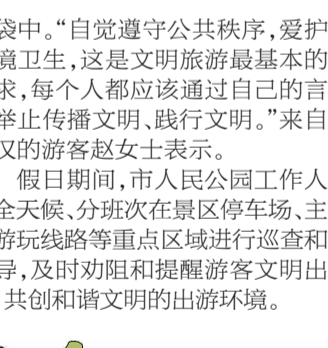 袋中。“自觉遵守公共秩序,爱护
境卫生,这是文明旅游最基本的
求,每个人都应该通过自己的言
举止传播文明、践行文明。”来自
汉的游客赵女士表示。
假日期间,市人民公园工作人
全天候、分班次在景区停车场、主
游玩线路等重点区域进行巡查和
导,及时劝阻和提醒游客文明出
共创和谐文明的出游环境。